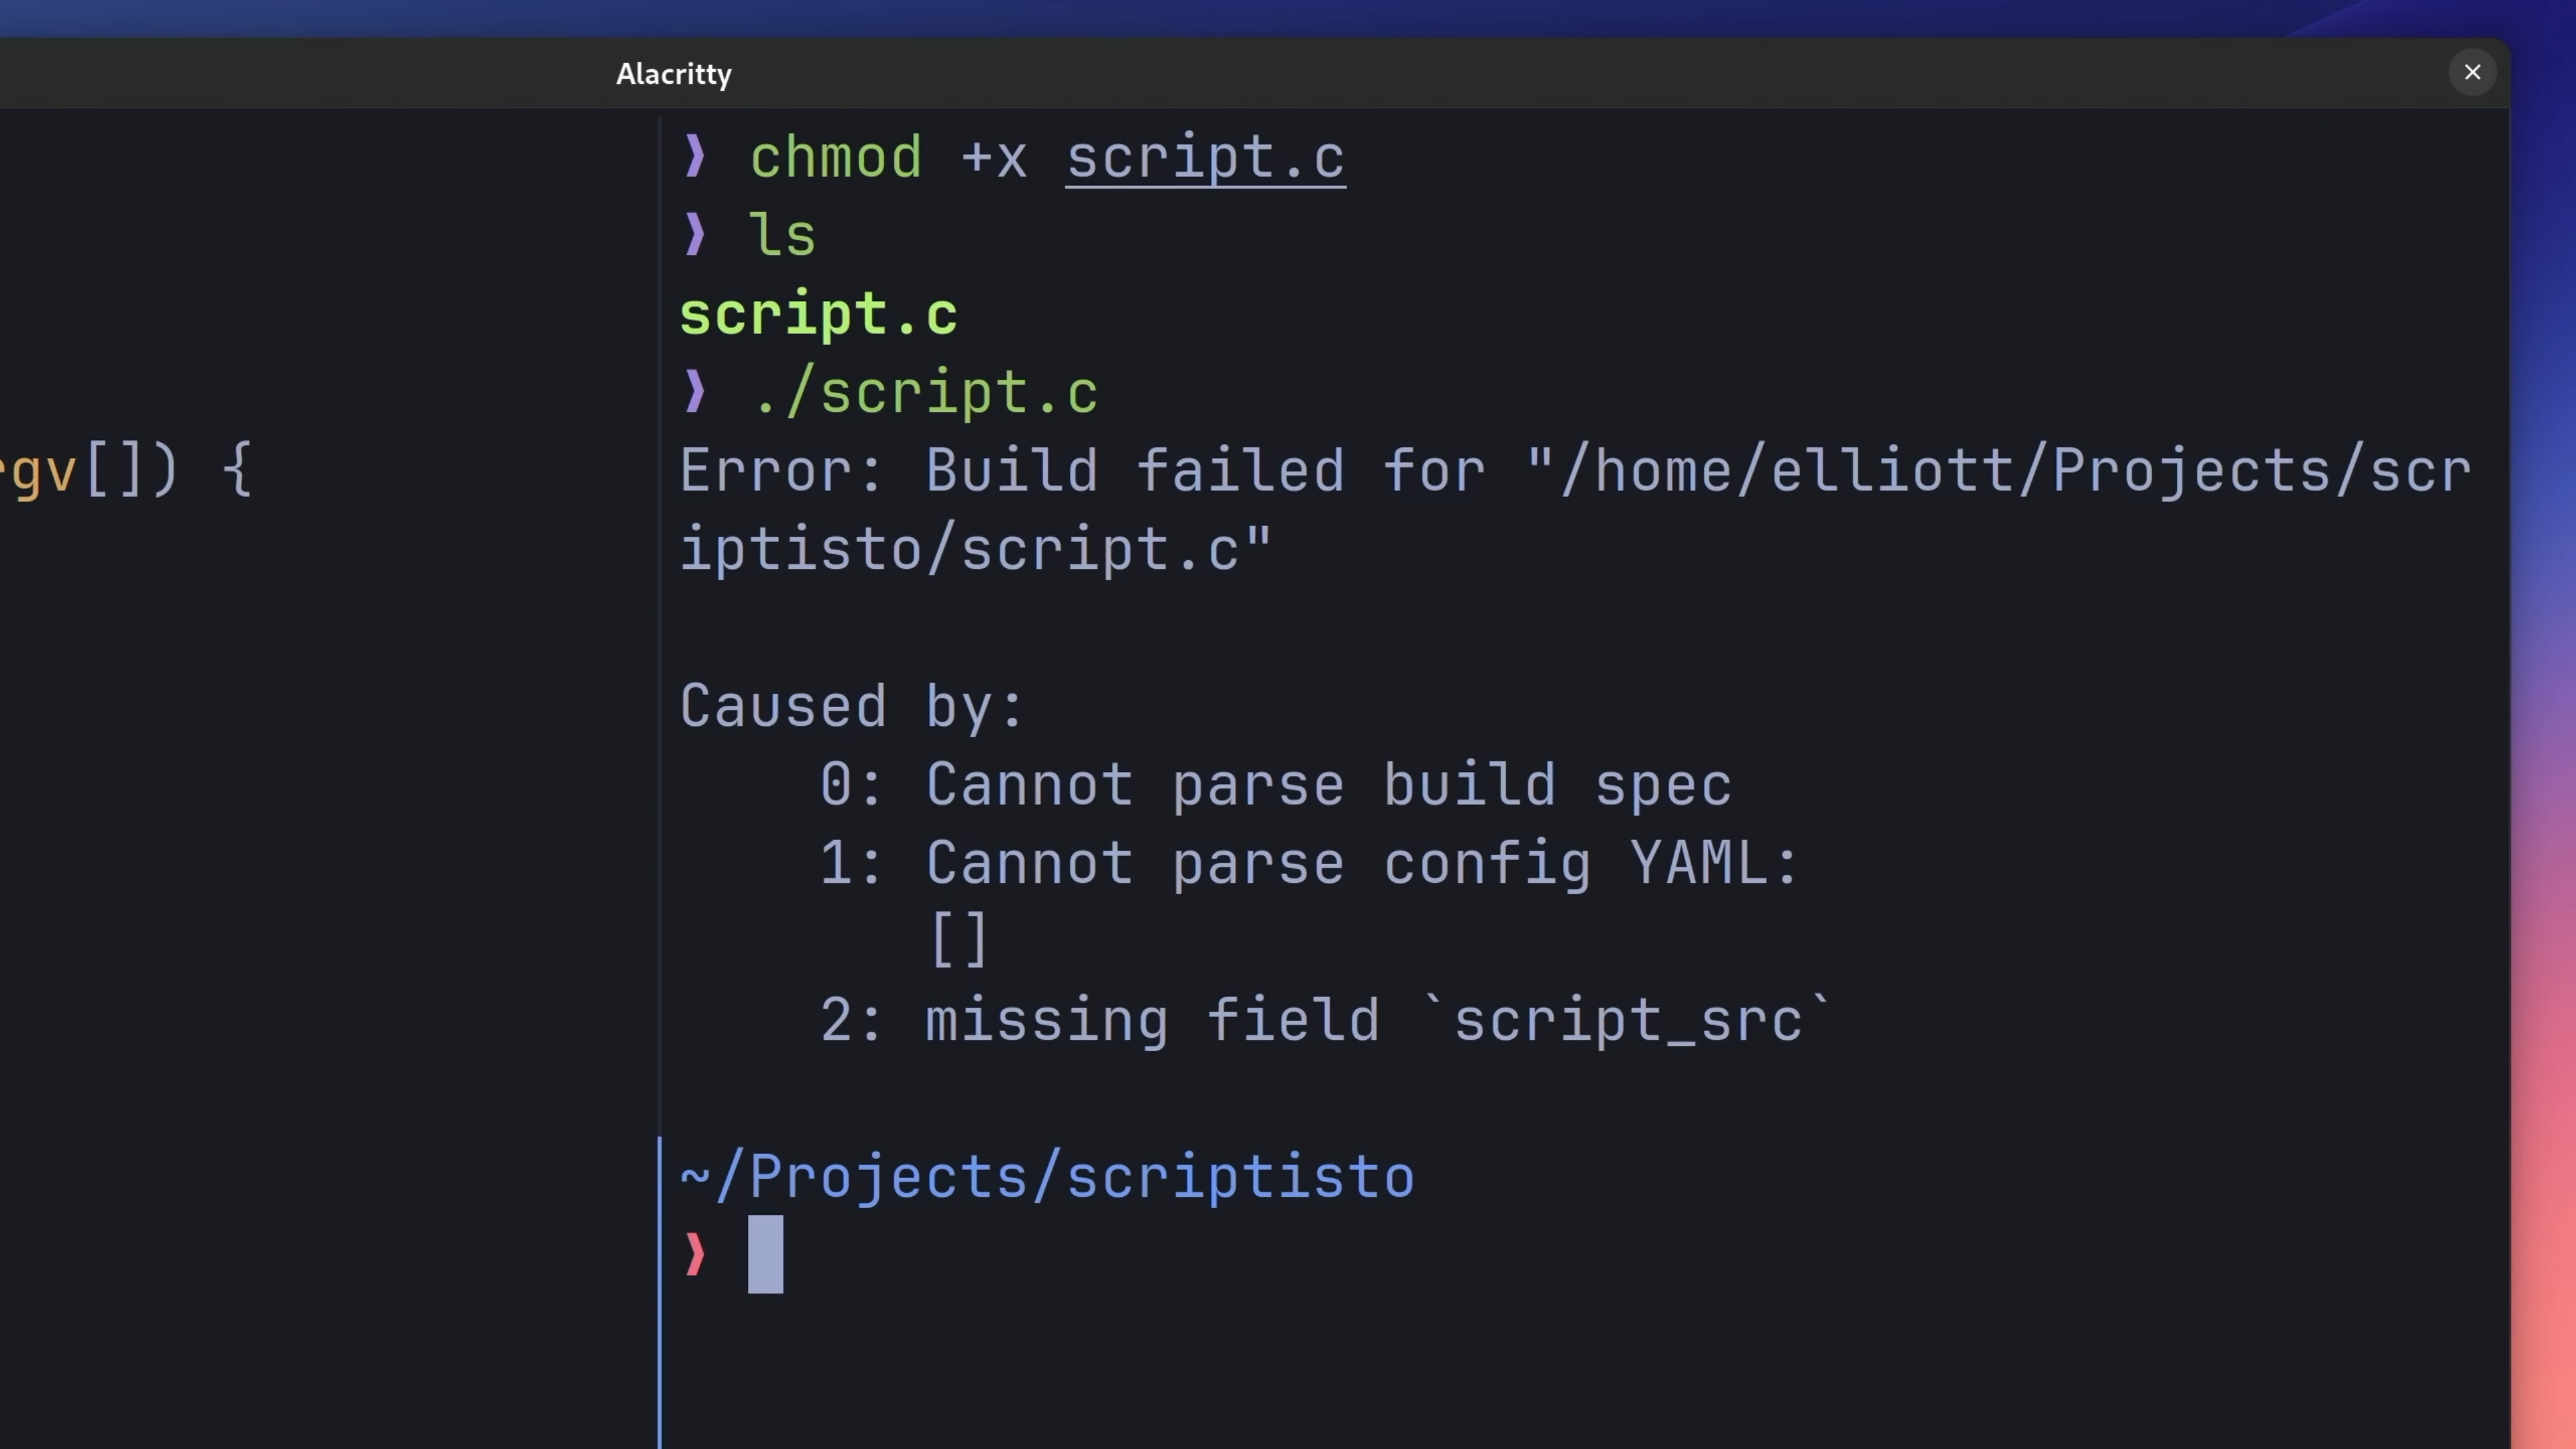 Alacritty
❯ chmod +x script.c
❯ ls
script.c
❯ ./script.c
rgv[]) {
Error: Build failed for "/home/elliott/Projects/scr
iptisto/script.c"
Caused by:
0: Cannot parse build spec
1: Cannot parse config YAML:
[]
2: missing field `script_src`
~/Projects/scriptisto
❯